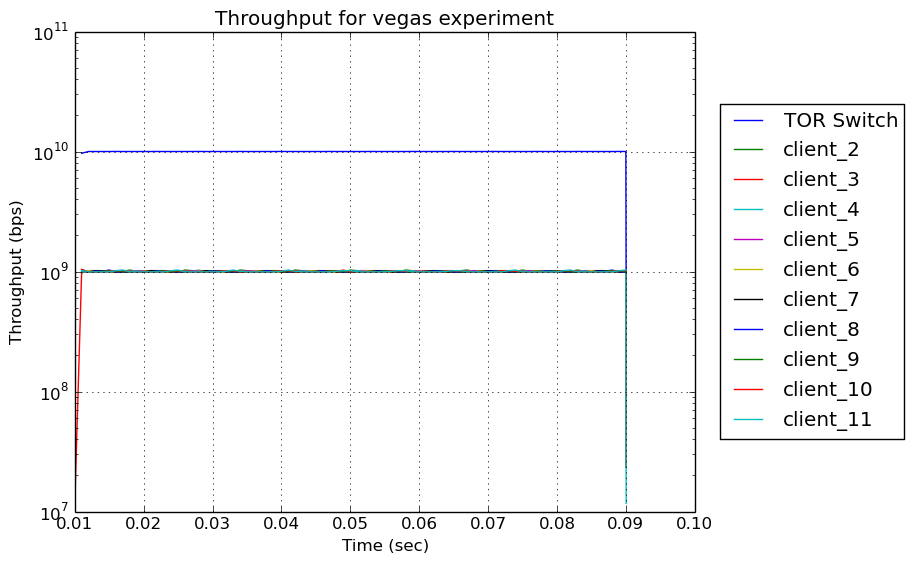 Throughput for vegas experiment
Throughput (bps)
10^11
10^10
10^9
10^8
10^7
0.01 0.02 0.03 0.04 0.05 0.06 0.07 0.08 0.09 0.10
Time (sec)
TOR Switch
client_2
client_3
client_4
client_5
client_6
client_7
client_8
client_9
client_10
client_11